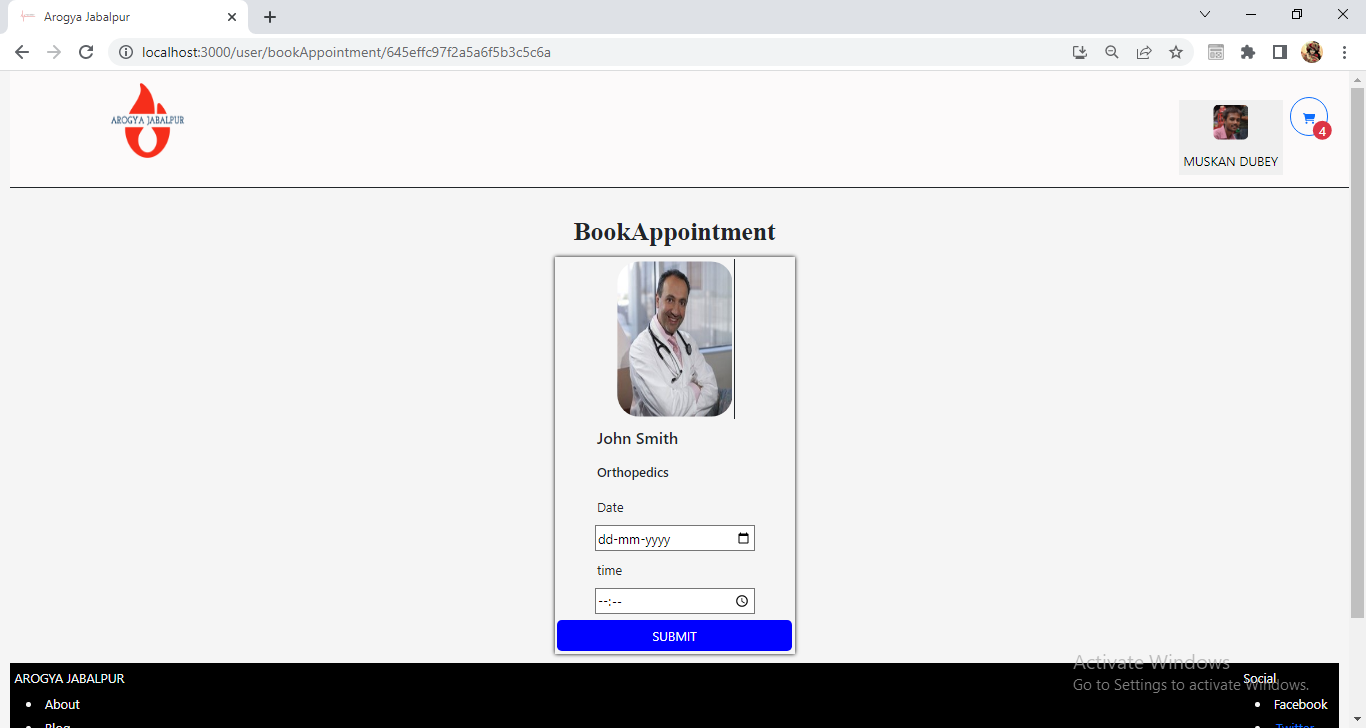 Arogya Jabalpur
localhost:3000/user/bookAppointment/645effc97f2a5a6f5b3c5c6a
AROGYA JABALPUR
4
MUSKAN DUBEY
BookAppointment
John Smith
Orthopedics
Date
dd-mm-yyyy
time
--:--
SUBMIT
Activate Windows
Go to Settings to activate Windows.
AROGYA JABALPUR
Social
About
Facebook
Blog
Twitter